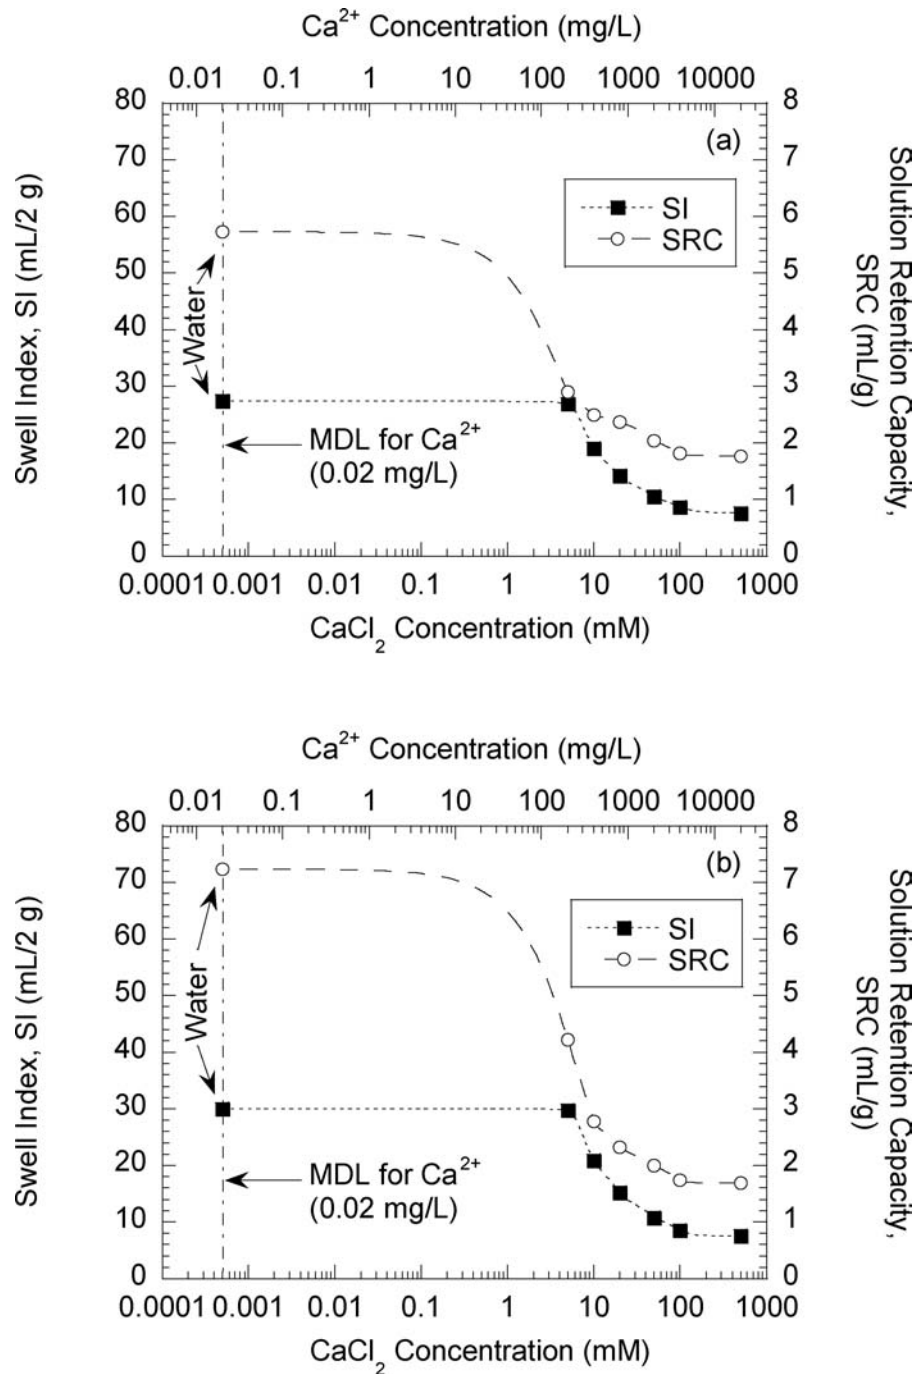 Ca²⁺ Concentration (mg/L)
0.01 0.1 1 10 100 1000 10000
80 8
(a)
70 7
SI
SRC
60 6
50 5
Water
40 4
30 3
MDL for Ca²⁺
(0.02 mg/L)
20 2
10 1
0 0
0.0001 0.001 0.01 0.1 1 10 100 1000
CaCl₂ Concentration (mM)
Swell Index, SI (mL/2 g)
Solution Retention Capacity,
SRC (mL/g)
Ca²⁺ Concentration (mg/L)
0.01 0.1 1 10 100 1000 10000
80 8
(b)
70 7
SI
SRC
60 6
50 5
Water
40 4
30 3
MDL for Ca²⁺
(0.02 mg/L)
20 2
10 1
0 0
0.0001 0.001 0.01 0.1 1 10 100 1000
CaCl₂ Concentration (mM)
Swell Index, SI (mL/2 g)
Solution Retention Capacity,
SRC (mL/g)